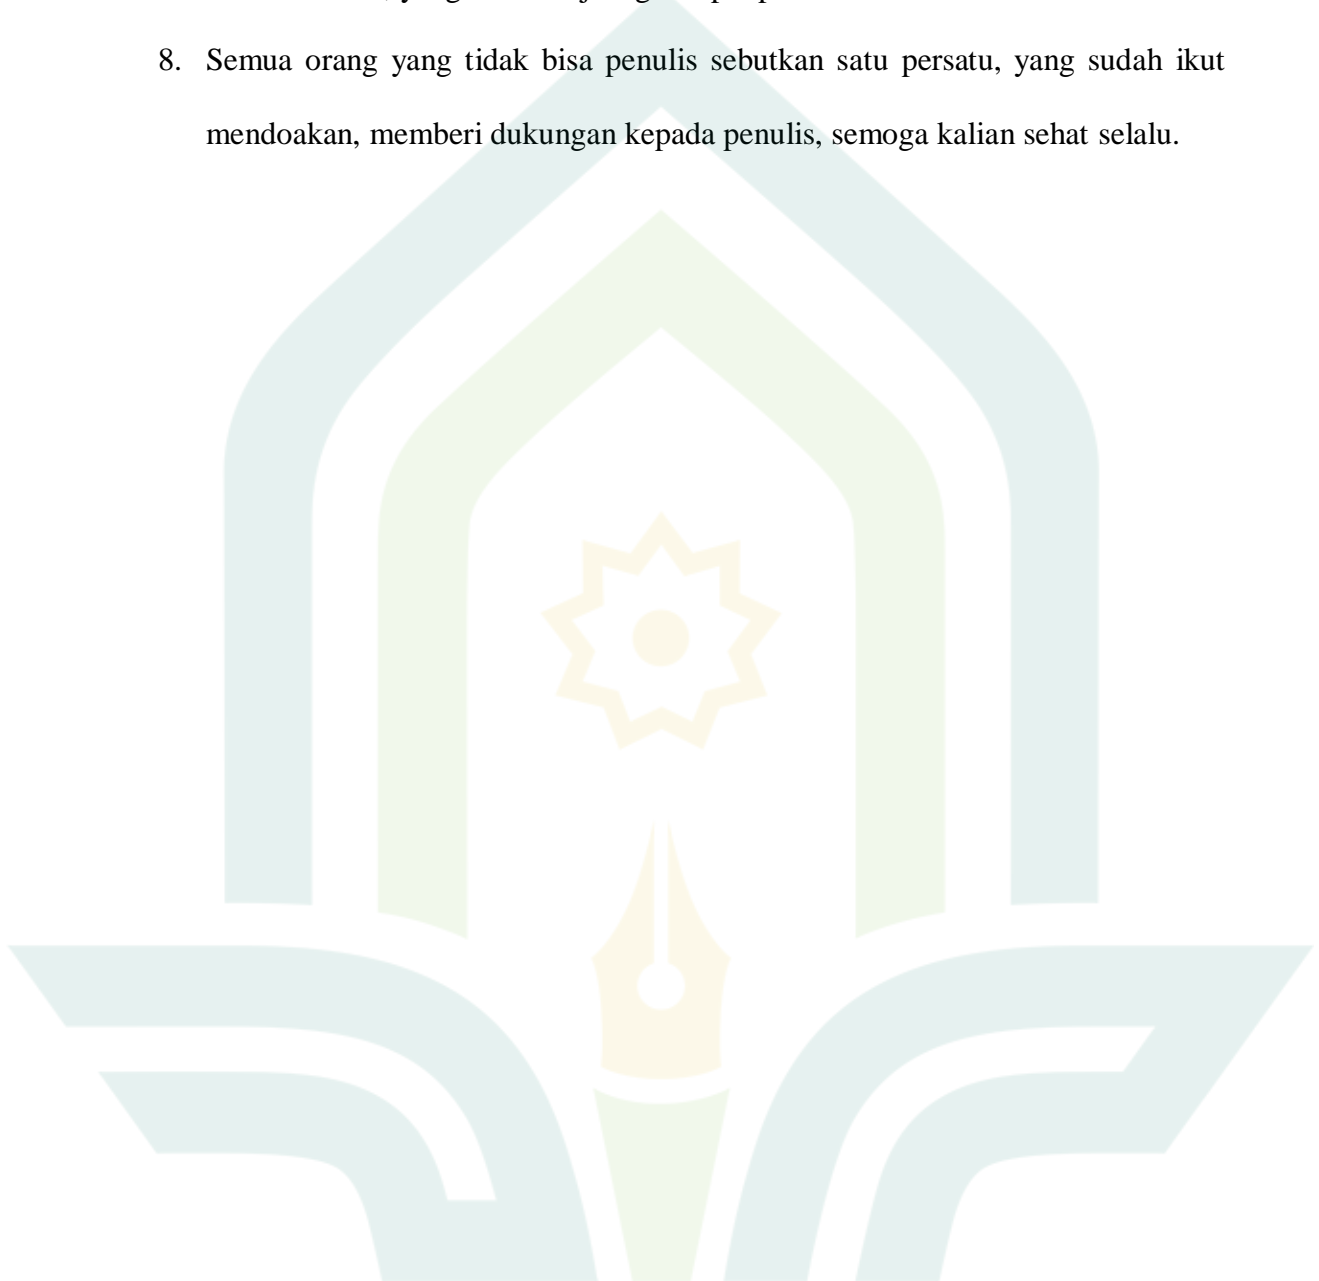 8. Semua orang yang tidak bisa penulis sebutkan satu persatu, yang sudah ikut
mendoakan, memberi dukungan kepada penulis, semoga kalian sehat selalu.